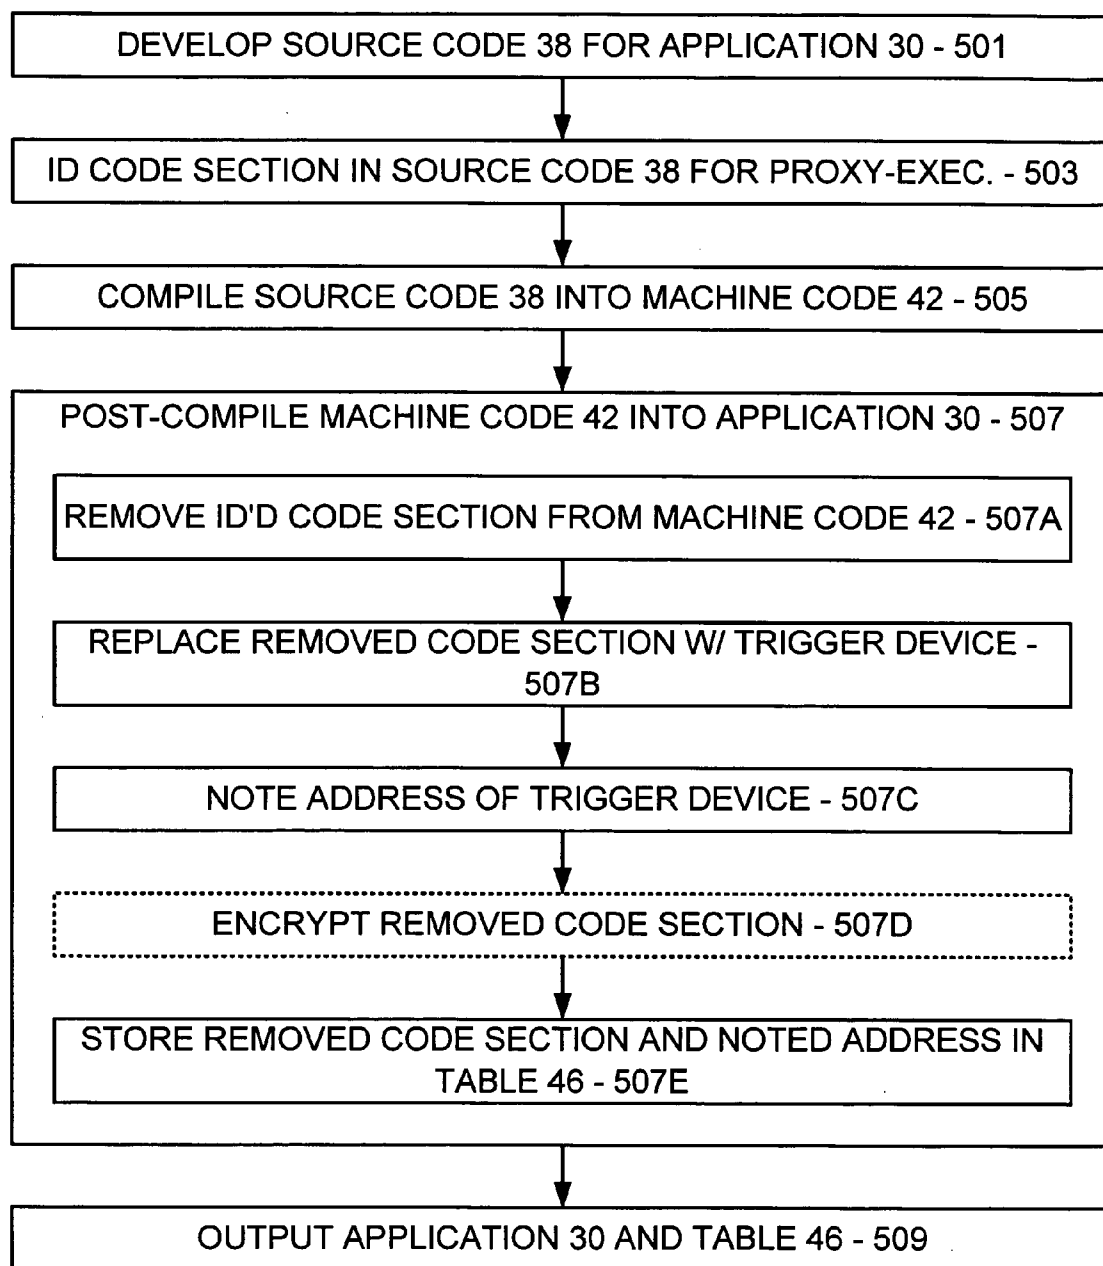 DEVELOP SOURCE CODE 38 FOR APPLICATION 30 - 501
ID CODE SECTION IN SOURCE CODE 38 FOR PROXY-EXEC. - 503
COMPILE SOURCE CODE 38 INTO MACHINE CODE 42 - 505
POST-COMPILE MACHINE CODE 42 INTO APPLICATION 30 - 507
REMOVE ID'D CODE SECTION FROM MACHINE CODE 42 - 507A
REPLACE REMOVED CODE SECTION W/ TRIGGER DEVICE -
507B
NOTE ADDRESS OF TRIGGER DEVICE - 507C
ENCRYPT REMOVED CODE SECTION - 507D
STORE REMOVED CODE SECTION AND NOTED ADDRESS IN
TABLE 46 - 507E
OUTPUT APPLICATION 30 AND TABLE 46 - 509